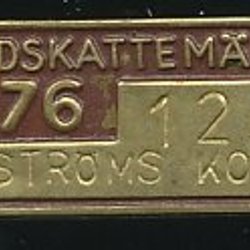 DSKATTEMÄ
76 12
STRÖMS KO